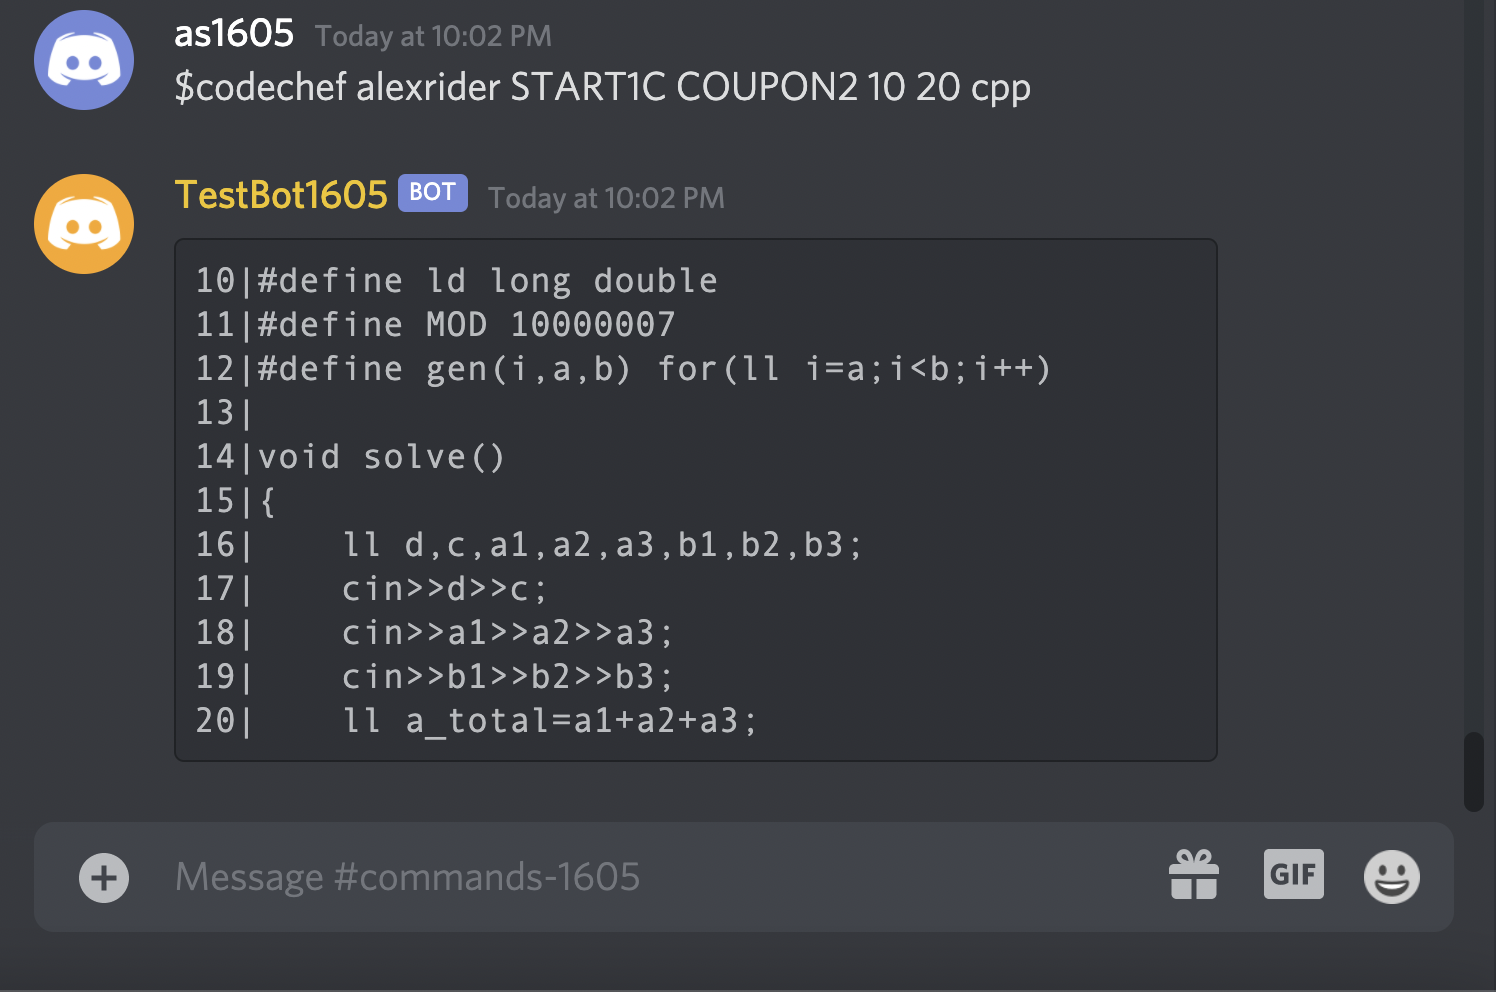 as1605 Today at 10:02 PM
$codechef alexrider START1C COUPON2 10 20 cpp
TestBot1605 BOT Today at 10:02 PM
10|#define ld long double
11|#define MOD 10000007
12|#define gen(i,a,b) for(ll i=a;i<b;i++)
13|
14|void solve()
15|{
16|    ll d,c,a1,a2,a3,b1,b2,b3;
17|    cin>>d>>c;
18|    cin>>a1>>a2>>a3;
19|    cin>>b1>>b2>>b3;
20|    ll a_total=a1+a2+a3;
Message #commands-1605 GIF